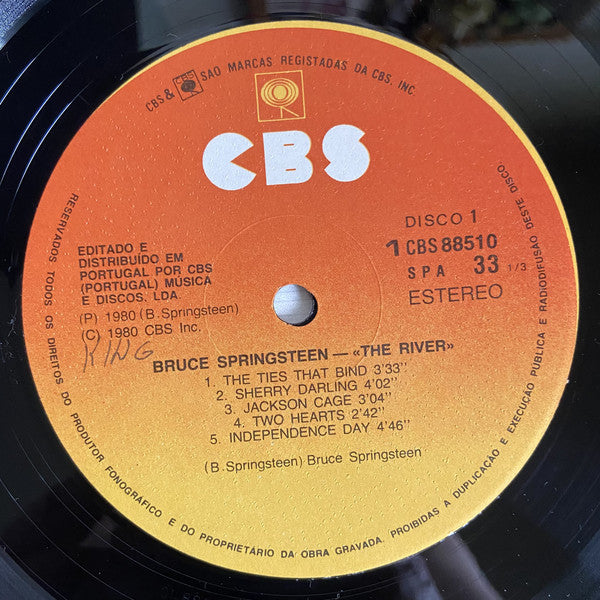 CBS & CBS SAO MARCAS REGISTADAS DA CBS, INC.
CBS
DISCO 1
1 CBS 88510
SPA 33 1/3
ESTEREO
EDITADO E
DISTRIBUÍDO EM
PORTUGAL POR CBS
(PORTUGAL) MÚSICA
E DISCOS. LDA.
(P) 1980 (B. Springsteen)
(C) 1980 CBS Inc.
KING
BRUCE SPRINGSTEEN — «THE RIVER»
1. THE TIES THAT BIND 3'33''
2. SHERRY DARLING 4'02''
3. JACKSON CAGE 3'04''
4. TWO HEARTS 2'42''
5. INDEPENDENCE DAY 4'46''
(B. Springsteen) Bruce Springsteen
RESERVADOS TODOS OS DIREITOS DO PRODUTOR FONOGRÁFICO E DO PROPRIETÁRIO DA OBRA GRAVADA. PROIBIDAS A DUPLICAÇÃO E EXECUÇÃO PÚBLICA E RADIODIFUSÃO DESTE DISCO.